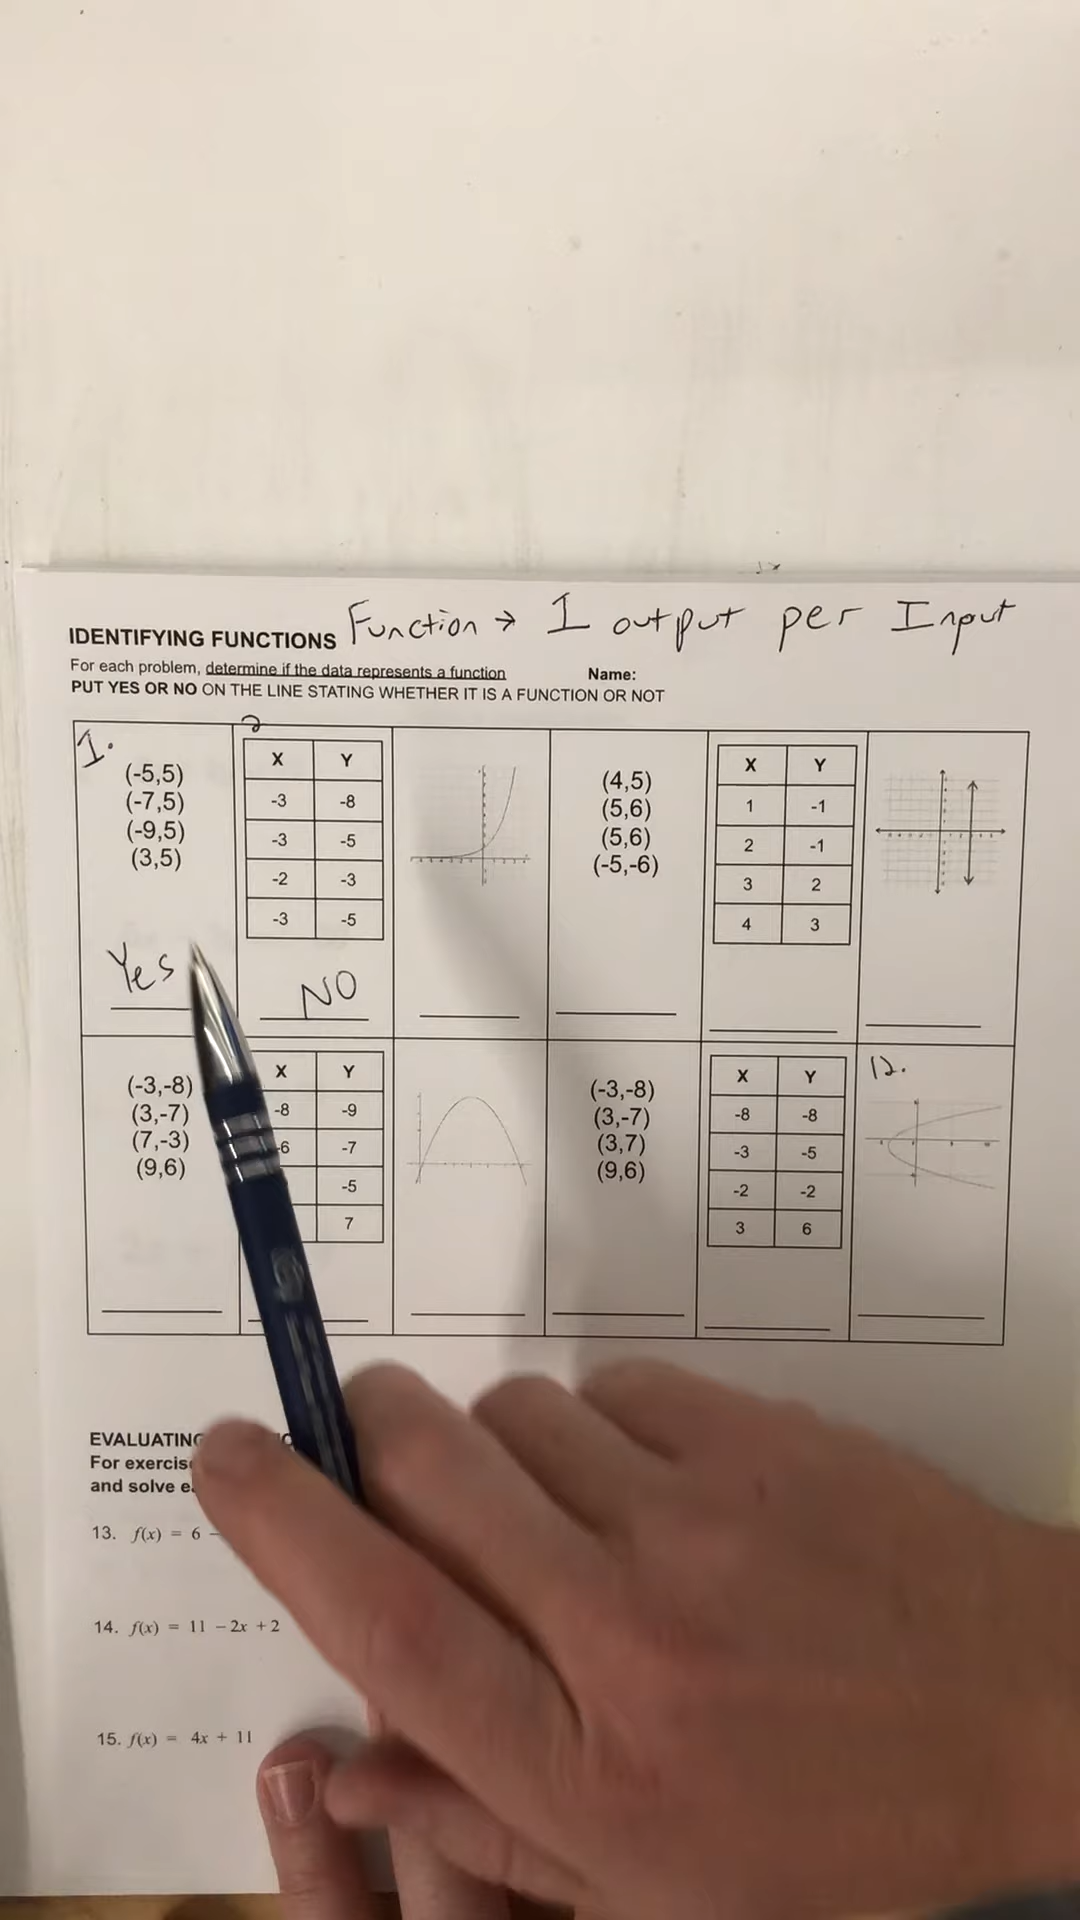 Function → 1 output per Input
IDENTIFYING FUNCTIONS
For each problem, determine if the data represents a function
Name:
PUT YES OR NO ON THE LINE STATING WHETHER IT IS A FUNCTION OR NOT
1.
(-5,5)
(-7,5)
(-9,5)
(3,5)
Yes
2
X Y
-3 -8
-3 -5
-2 -3
-3 -5
NO
(4,5)
(5,6)
(5,6)
(-5,-6)
X Y
1 -1
2 -1
3 2
4 3
(-3,-8)
(3,-7)
(7,-3)
(9,6)
X Y
-8 -9
-6 -7
-5
7
(-3,-8)
(3,-7)
(3,7)
(9,6)
X Y
-8 -8
-3 -5
-2 -2
3 6
12.
EVALUATING
For exercis
and solve
13. f(x) = 6 -
14. f(x) = 11 - 2x + 2
15. f(x) = 4x + 11